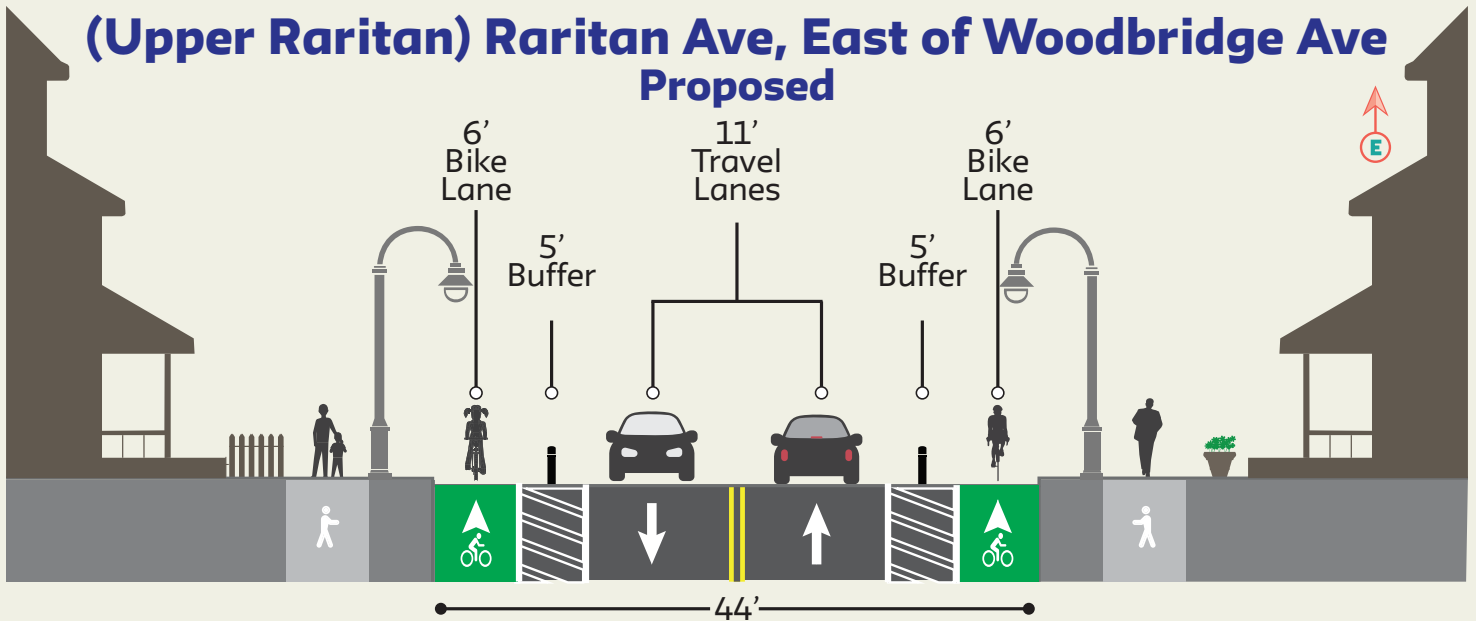 (Upper Raritan) Raritan Ave, East of Woodbridge Ave
Proposed
6’
Bike
Lane
5’
Buffer
11’
Travel
Lanes
5’
Buffer
6’
Bike
Lane
E
44’